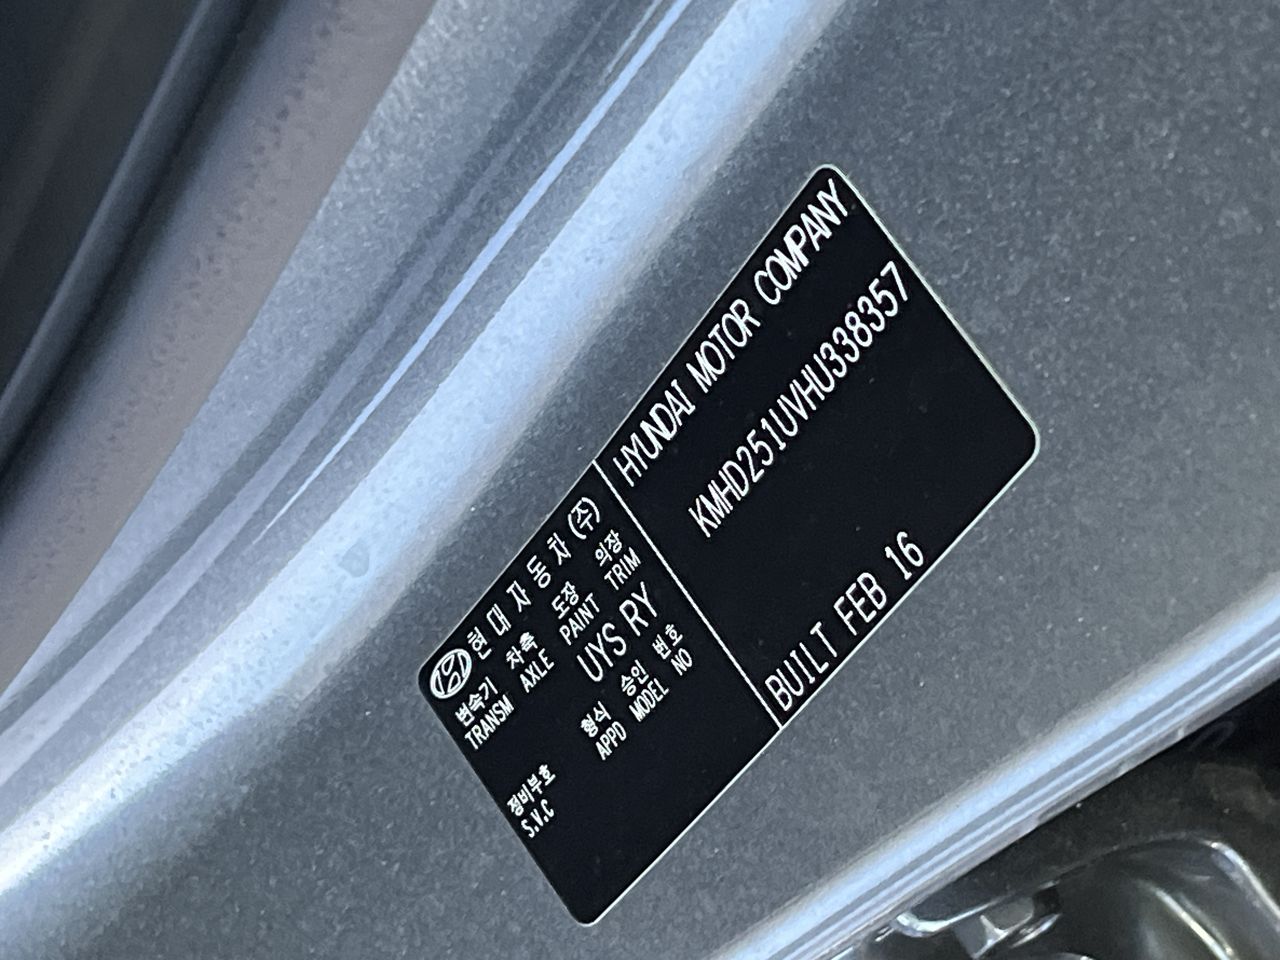 현대자동차(주)
변속기 차축 도장 의장
TRANSM AXLE PAINT TRIM
UYS RY
형식 승인 번호
APPD MODEL NO
정비부호
S.V.C
HYUNDAI MOTOR COMPANY
KMHD251UVHU338357
BUILT FEB 16